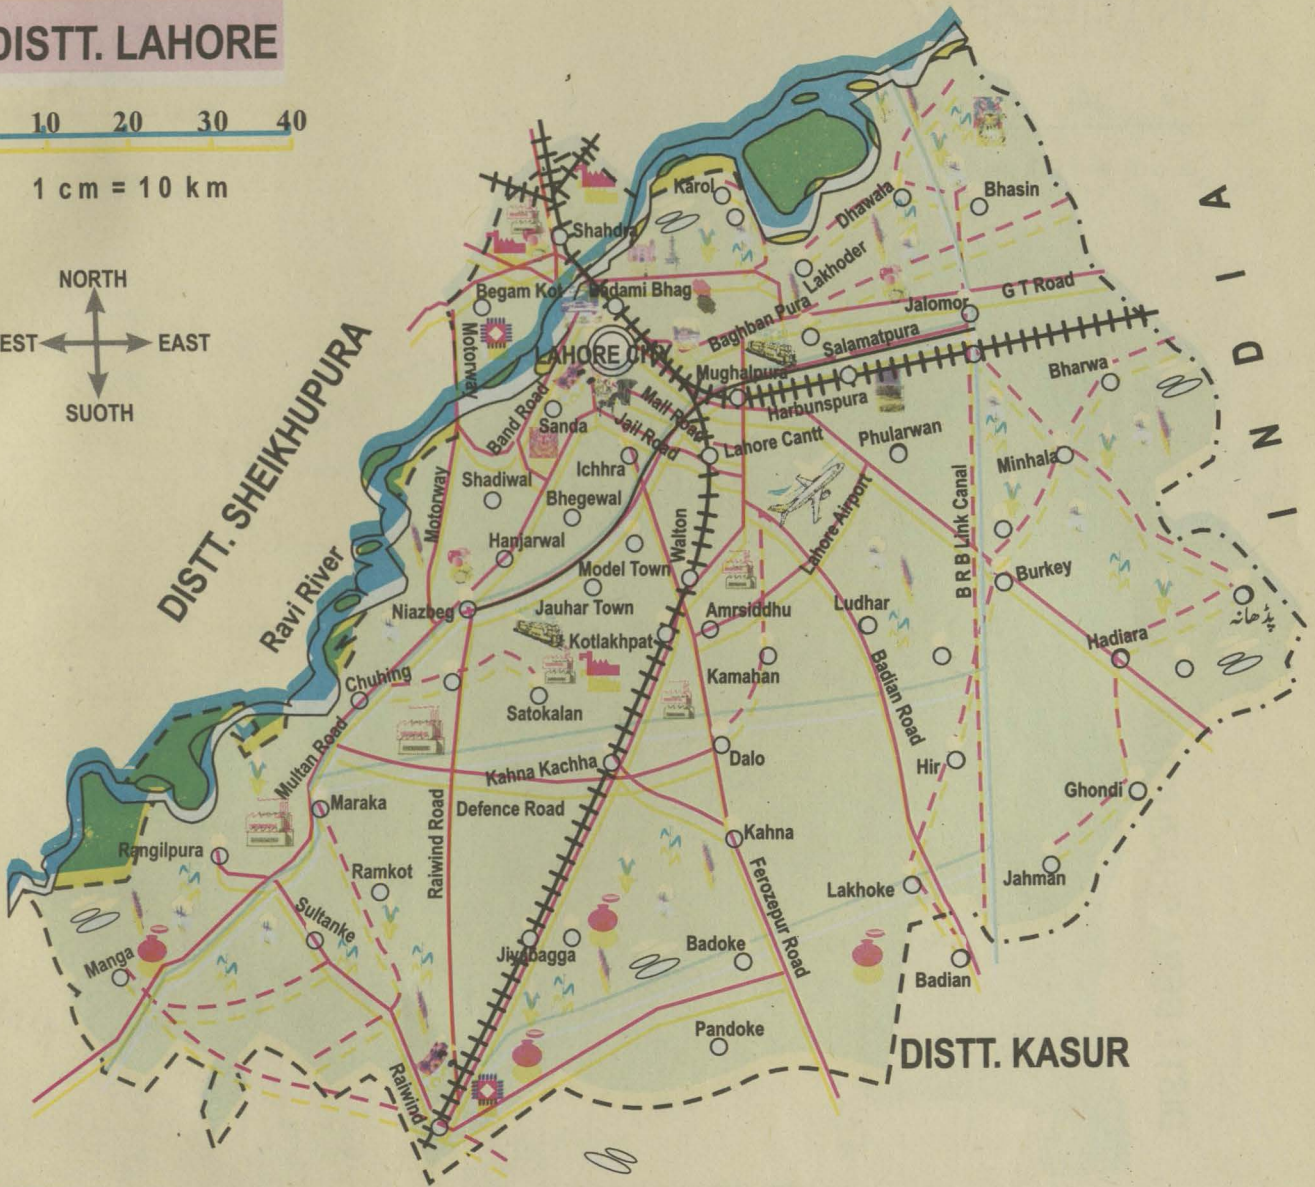 DISTT. LAHORE
10 20 30 40
1 cm = 10 km
NORTH
EST EAST
SUOTH
DISTT. SHEIKHUPURA
Ravi River
INDIA
DISTT. KASUR
Karol
Bhasin
Dhawala
Shahdra
Lakhoder
Begam Kot
Badami Bhag
G T Road
Jalomor
Baghban Pura
Salamatpura
Motorway
LAHORE CITY
Mughalpura
Bharwa
Harbunspura
Band Road
Mall Road
Sanda
Jail Road
Lahore Cantt
Phularwan
Minhala
Ichhra
Shadiwal
Motorway
Bhegewal
Lahore Airport
B R B Link Canal
Walton
Hanjarwal
Model Town
Burkey
Jauhar Town
Niazbeg
Amrsiddhu
Ludhar
پڈھانہ
Kotlakhpat
Hadiara
Chuhing
Kamahan
Badian Road
Satokalan
Multan Road
Kahna Kachha
Dalo
Hir
Ghondi
Maraka
Raiwind Road
Defence Road
Kahna
Rangilpura
Ramkot
Ferozepur Road
Lakhoke
Jahman
Sultanke
Manga
Jiyabagga
Badoke
Badian
Pandoke
Raiwind